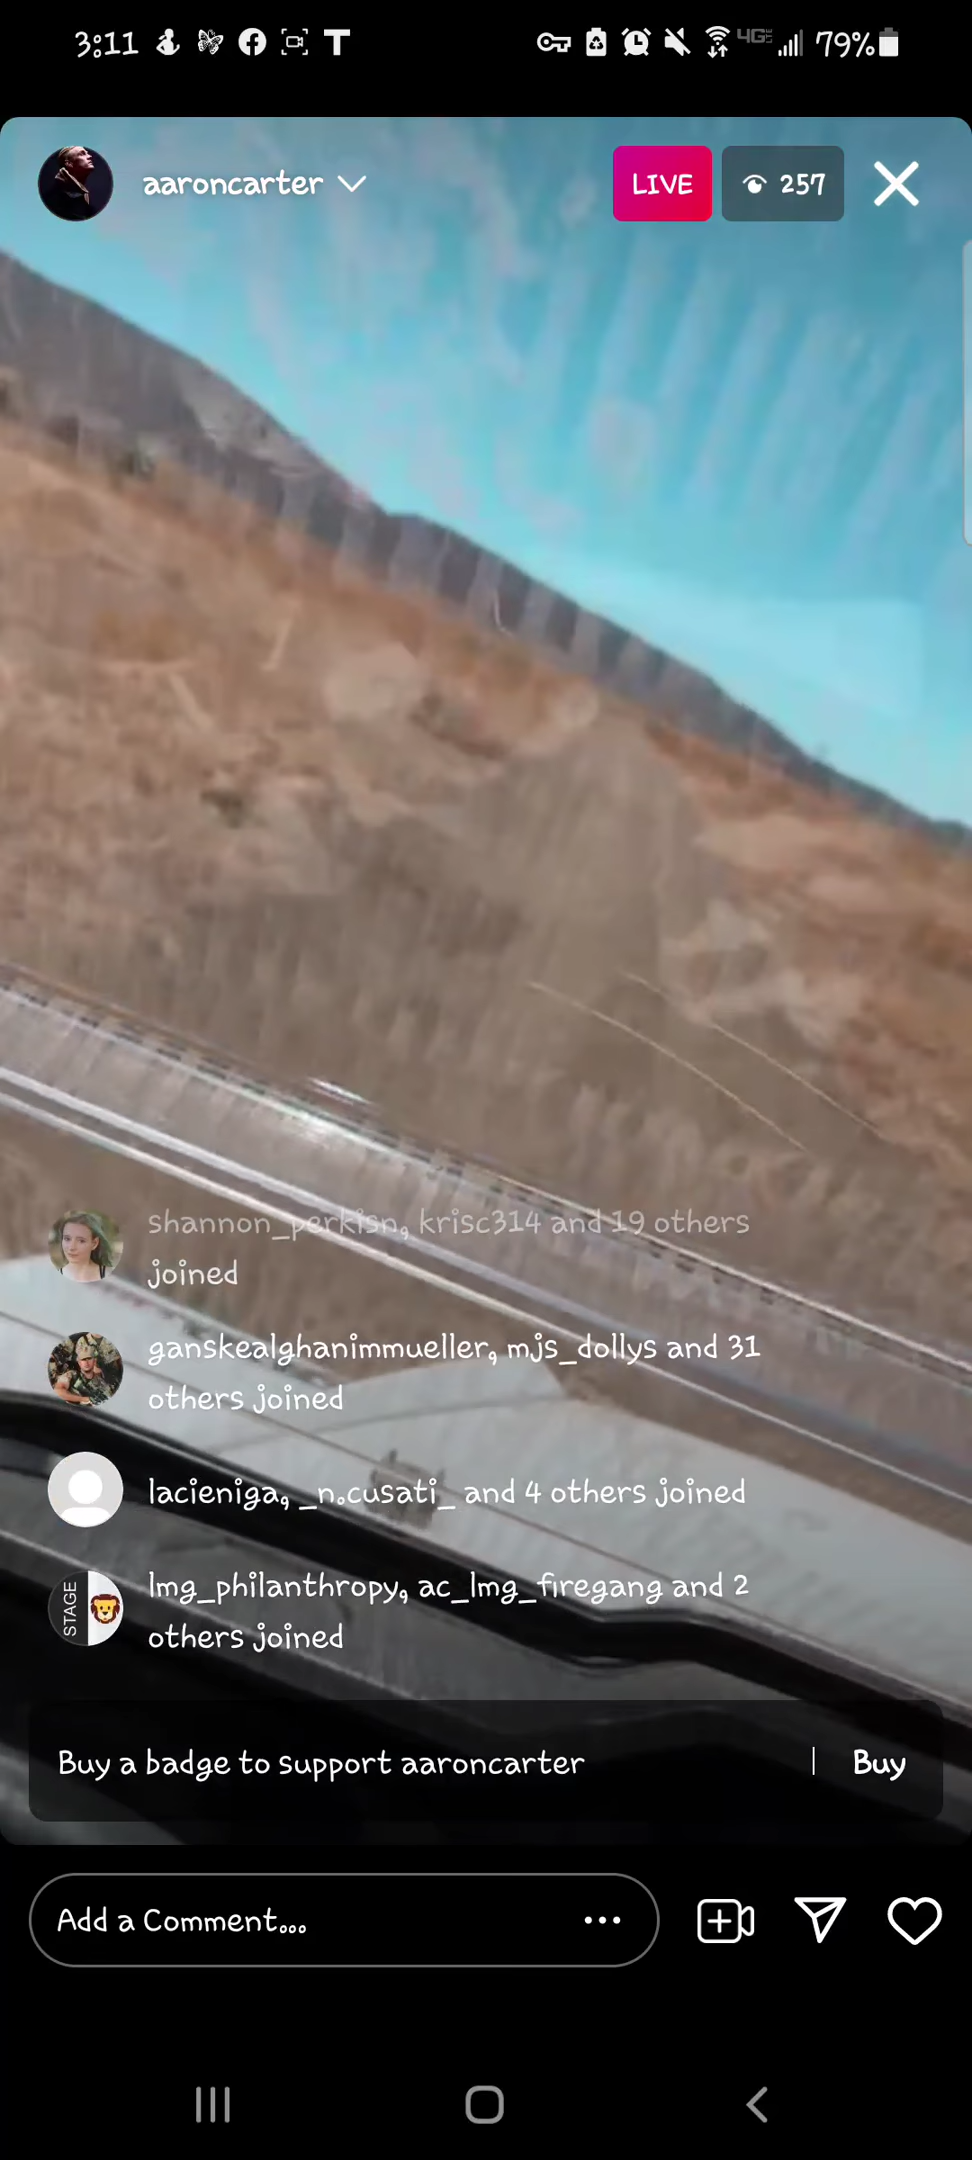 3:11
4G
79%
aaroncarter
LIVE
257
shannon_perkisn, krisc314 and 19 others
joined
ganskealghanimmueller, mjs_dollys and 31
others joined
lacieniga, _n.cusati_ and 4 others joined
STAGE
lmg_philanthropy, ac_lmg_firegang and 2
others joined
Buy a badge to support aaroncarter | Buy
Add a Comment...